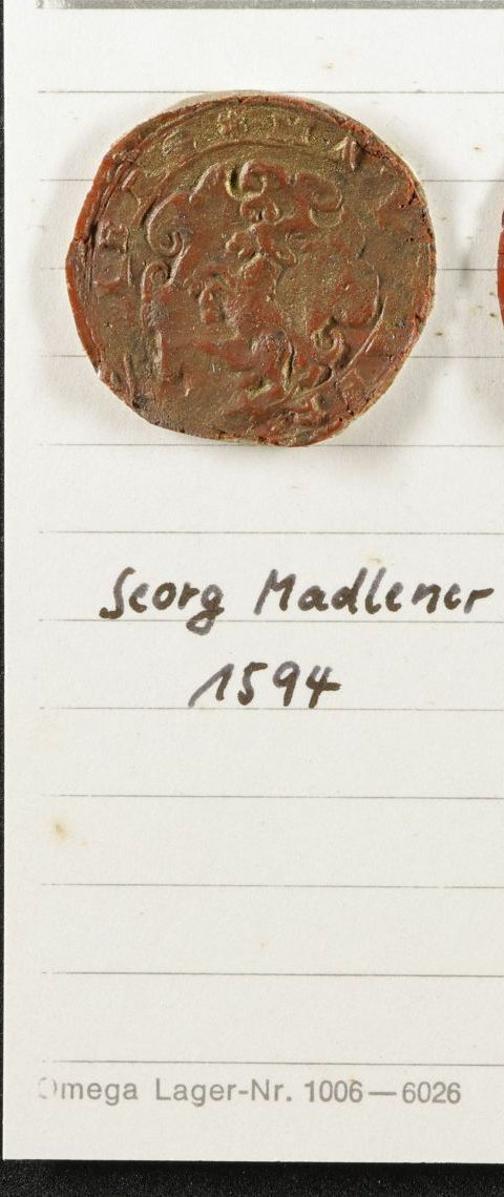 Georg Madlener
1594
Omega Lager-Nr. 1006—6026